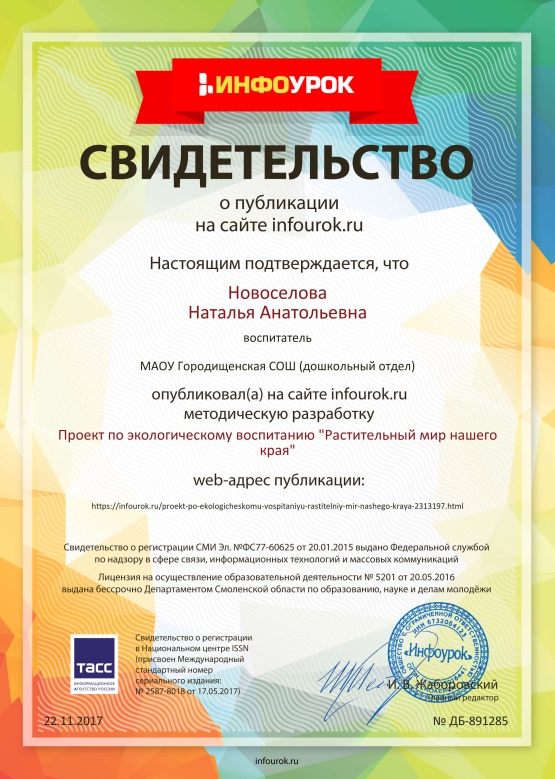 ИНФОУРОК
СВИДЕТЕЛЬСТВО
о публикации
на сайте infourok.ru
Настоящим подтверждается, что
Новоселова
Наталья Анатольевна
воспитатель
МАОУ Городищенская СОШ (дошкольный отдел)
опубликовал(а) на сайте infourok.ru
методическую разработку
Проект по экологическому воспитанию "Растительный мир нашего
края"
web-адрес публикации:
https://infourok.ru/proekt-po-ekologicheskomu-vospitaniyu-rastitelniy-mir-nashego-kraya-2313197.html
Свидетельство о регистрации СМИ Эл. №ФС77-60625 от 20.01.2015 выдано Федеральной службой
по надзору в сфере связи, информационных технологий и массовых коммуникаций
Лицензия на осуществление образовательной деятельности № 5201 от 20.05.2016
выдана бессрочно Департаментом Смоленской области по образованию, науке и делам молодёжи
ТАСС
ИНФОРМАЦИОННОЕ
АГЕНТСТВО РОССИИ
Свидетельство о регистрации
в Национальном центре ISSN
(присвоен Международный
стандартный номер
сериального издания:
№ 2587-8018 от 17.05.2017)
ОБЩЕСТВО С ОГРАНИЧЕННОЙ ОТВЕТСТВЕННОСТЬЮ
ИНН 6732064123
«Инфоурок»
И. В. Жаборовский
Главный редактор
22.11.2017
№ ДБ-891285
infourok.ru